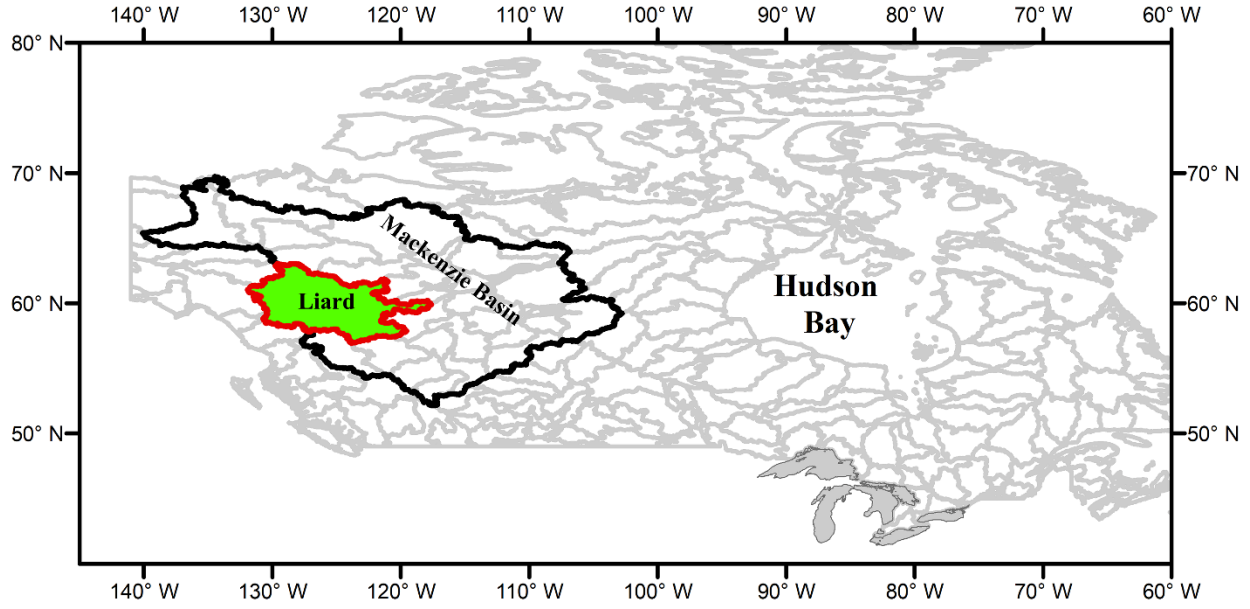 140° W 130° W 120° W 110° W 100° W 90° W 80° W 70° W 60° W
80° N
70° N 70° N
Mackenzie Basin
60° N Liard Hudson 60° N
Bay
50° N 50° N
140° W 130° W 120° W 110° W 100° W 90° W 80° W 70° W 60° W